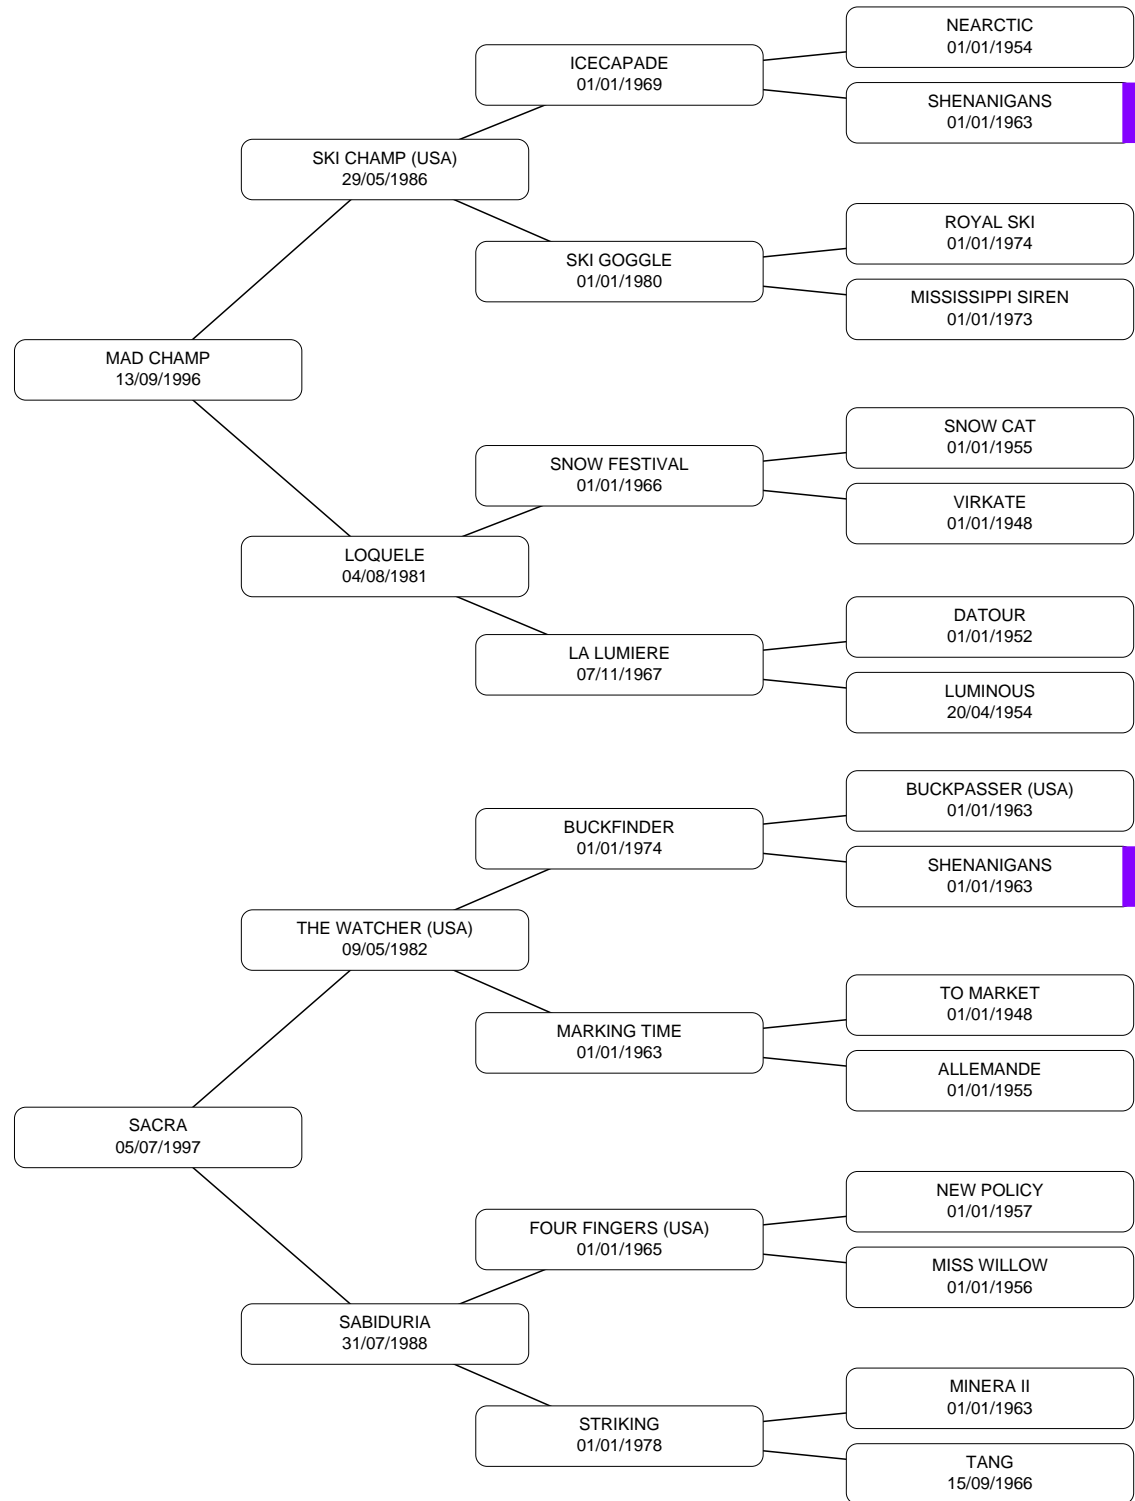 NEARCTIC
01/01/1954
ICECAPADE
01/01/1969
SHENANIGANS
01/01/1963
SKI CHAMP (USA)
29/05/1986
ROYAL SKI
01/01/1974
SKI GOGGLE
01/01/1980
MISSISSIPPI SIREN
01/01/1973
MAD CHAMP
13/09/1996
SNOW CAT
01/01/1955
SNOW FESTIVAL
01/01/1966
VIRKATE
01/01/1948
LOQUELE
04/08/1981
DATOUR
01/01/1952
LA LUMIERE
07/11/1967
LUMINOUS
20/04/1954
BUCKPASSER (USA)
01/01/1963
BUCKFINDER
01/01/1974
SHENANIGANS
01/01/1963
THE WATCHER (USA)
09/05/1982
TO MARKET
01/01/1948
MARKING TIME
01/01/1963
ALLEMANDE
01/01/1955
SACRA
05/07/1997
NEW POLICY
01/01/1957
FOUR FINGERS (USA)
01/01/1965
MISS WILLOW
01/01/1956
SABIDURIA
31/07/1988
MINERA II
01/01/1963
STRIKING
01/01/1978
TANG
15/09/1966